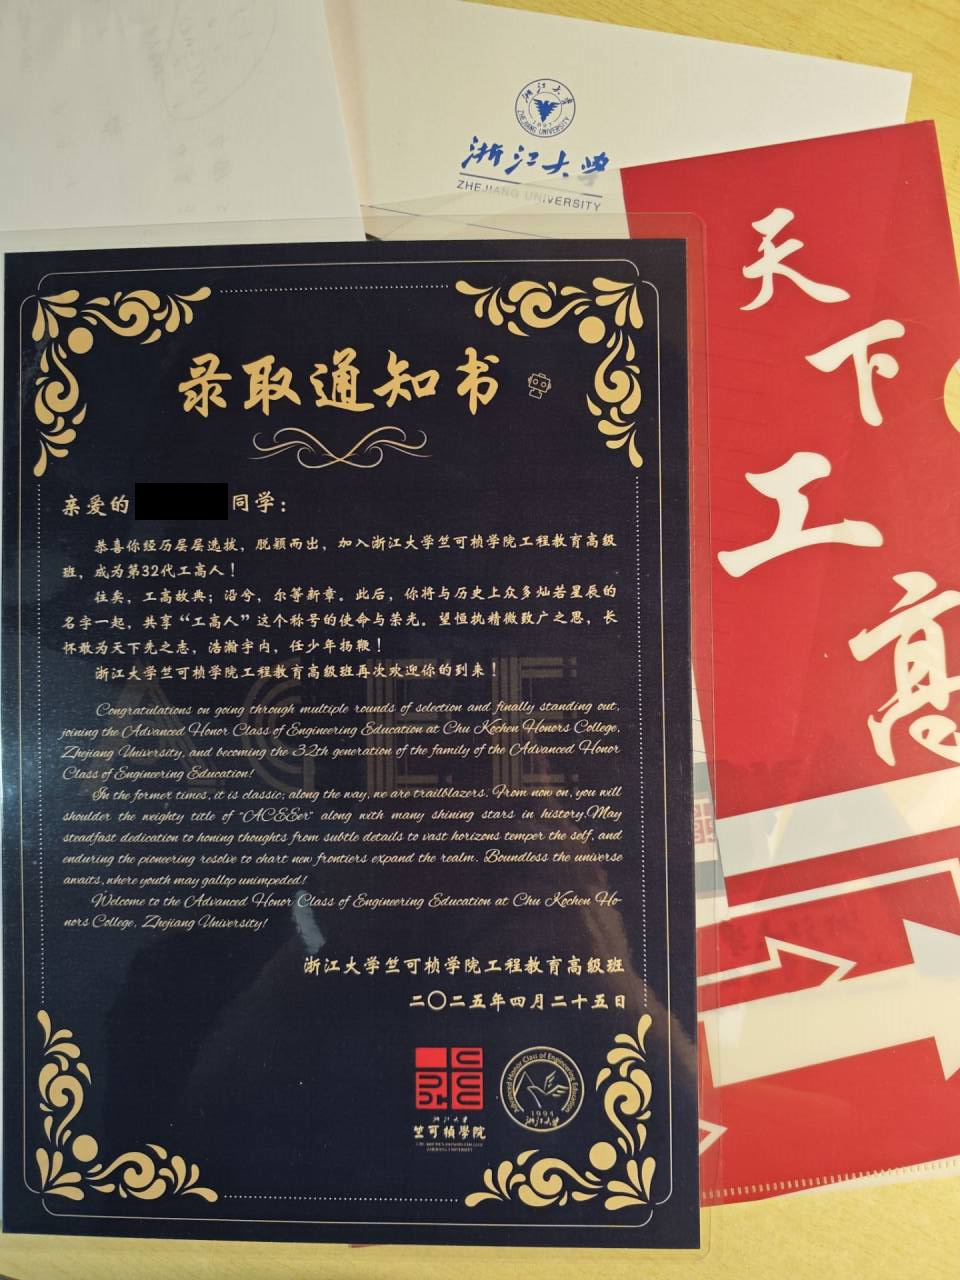 浙江大学
ZHEJIANG UNIVERSITY
1897
浙江大学
ZHEJIANG UNIVERSITY
天
下
工
高
录取通知书
亲爱的
同学：
恭喜你经历层层选拔，脱颖而出，加入浙江大学竺可桢学院工程教育高级
班，成为第32代工高人！
往矣，工高故典；沿兮，尔等新章。此后，你将与历史上众多灿若星辰的
名字一起，共享“工高人”这个称号的使命与荣光。望恒执精微致广之思，长
怀敢为天下先之志，浩瀚宇内，任少年扬鞭！
浙江大学竺可桢学院工程教育高级班再次欢迎你的到来！
Congratulations on going through multiple rounds of selection and finally standing out,
joining the Advanced Honor Class of Engineering Education at Chu Kochen Honors College,
Zhejiang University, and becoming the 32th generation of the family of the Advanced Honor
Class of Engineering Education!
In the former times, it is classic; along the way, we are trailblazers. From now on, you will
shoulder the weighty title of "ACEEer" along with many shining stars in history.May
steadfast dedication to honing thoughts from subtle details to vast horizons temper the self, and
enduring the pioneering resolve to chart new frontiers expand the realm. Boundless the universe
awaits, where youth may gallop unimpeded!
Welcome to the Advanced Honor Class of Engineering Education at Chu Kochen Ho-
nors College, Zhejiang University!
浙江大学竺可桢学院工程教育高级班
二〇二五年四月二十五日
浙江大学
竺可桢學院
CHU KOCHEN HONORS COLLEGE
ZHEJIANG UNIVERSITY
Advanced Honor Class of Engineering Education
1994
浙江大学